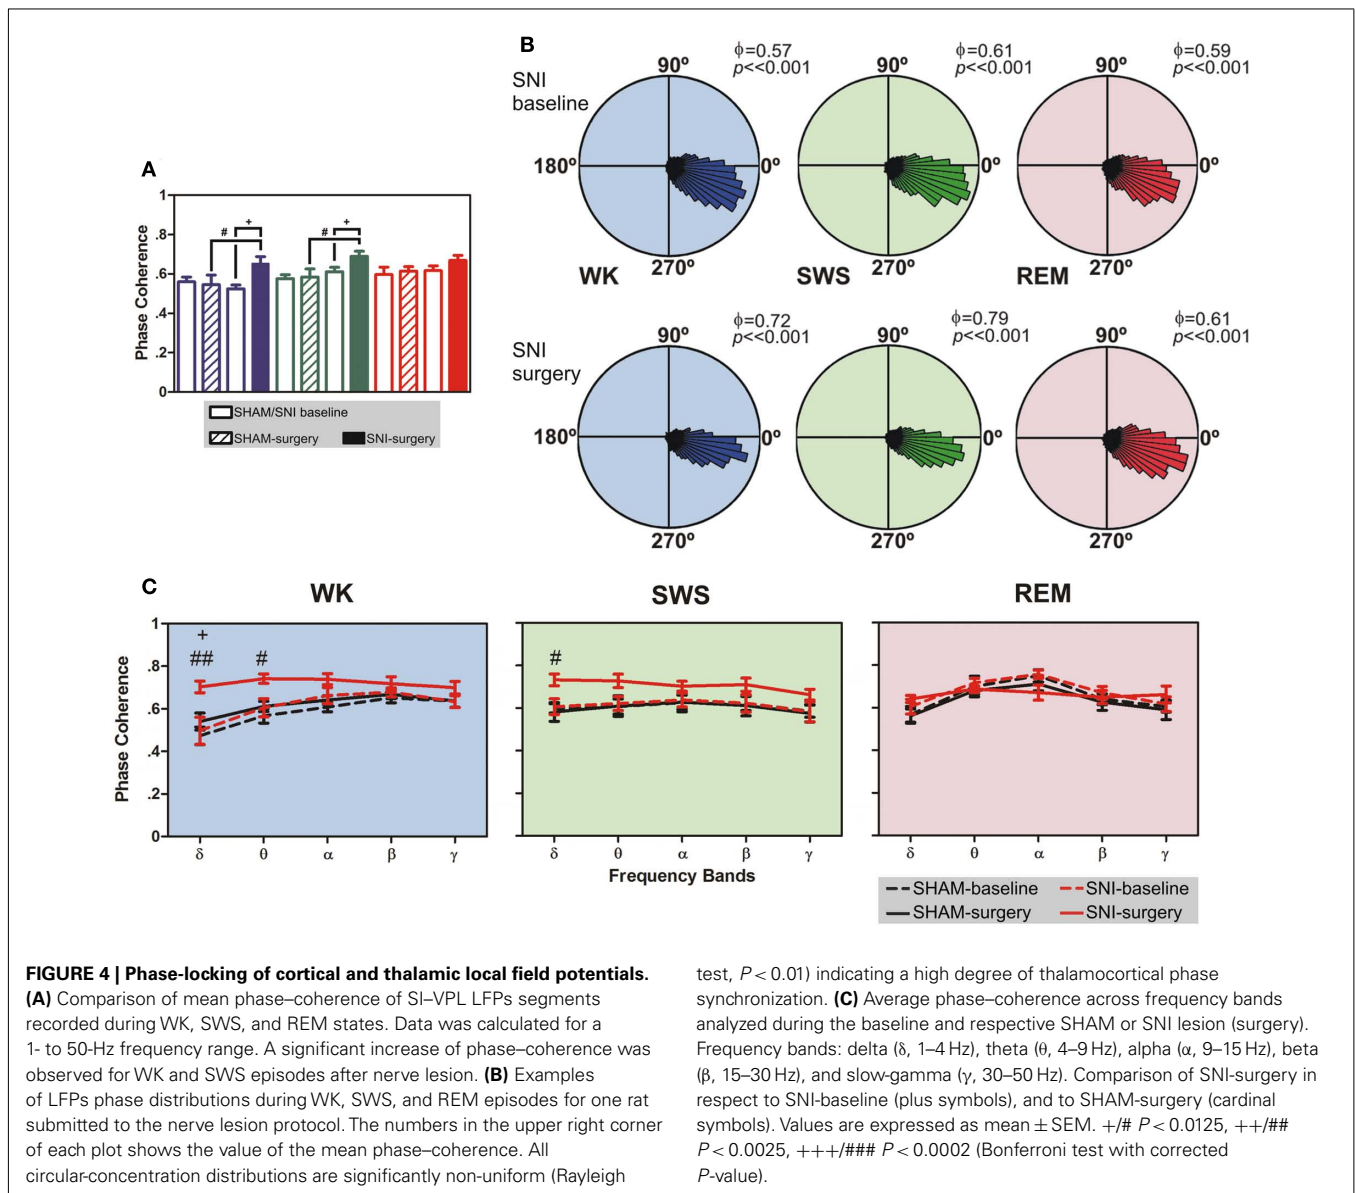 A
Phase Coherence
1
.8
.6
.4
.2
0
#
+
#
+
SHAM/SNI baseline
SHAM-surgery
SNI-surgery
B
SNI
baseline
90º
180º
0º
270º
WK
ϕ=0.57
p<<0.001
90º
0º
270º
SWS
ϕ=0.61
p<<0.001
90º
0º
270º
REM
ϕ=0.59
p<<0.001
SNI
surgery
90º
180º
0º
270º
ϕ=0.72
p<<0.001
90º
0º
270º
ϕ=0.79
p<<0.001
90º
0º
270º
ϕ=0.61
p<<0.001
C
WK
SWS
REM
Phase Coherence
1
.8
.6
.4
.2
0
+
##
#
#
δ θ α β γ
δ θ α β γ
δ θ α β γ
Frequency Bands
SHAM-baseline
SNI-baseline
SHAM-surgery
SNI-surgery
FIGURE 4 | Phase-locking of cortical and thalamic local field potentials.
(A) Comparison of mean phase–coherence of SI–VPL LFPs segments
recorded during WK, SWS, and REM states. Data was calculated for a
1- to 50-Hz frequency range. A significant increase of phase–coherence was
observed for WK and SWS episodes after nerve lesion. (B) Examples
of LFPs phase distributions during WK, SWS, and REM episodes for one rat
submitted to the nerve lesion protocol. The numbers in the upper right corner
of each plot shows the value of the mean phase–coherence. All
circular-concentration distributions are significantly non-uniform (Rayleigh
test, P < 0.01) indicating a high degree of thalamocortical phase
synchronization. (C) Average phase–coherence across frequency bands
analyzed during the baseline and respective SHAM or SNI lesion (surgery).
Frequency bands: delta (δ, 1–4 Hz), theta (θ, 4–9 Hz), alpha (α, 9–15 Hz), beta
(β, 15–30 Hz), and slow-gamma (γ, 30–50 Hz). Comparison of SNI-surgery in
respect to SNI-baseline (plus symbols), and to SHAM-surgery (cardinal
symbols). Values are expressed as mean ± SEM. +/# P < 0.0125, ++/##
P < 0.0025, +++/### P < 0.0002 (Bonferroni test with corrected
P-value).